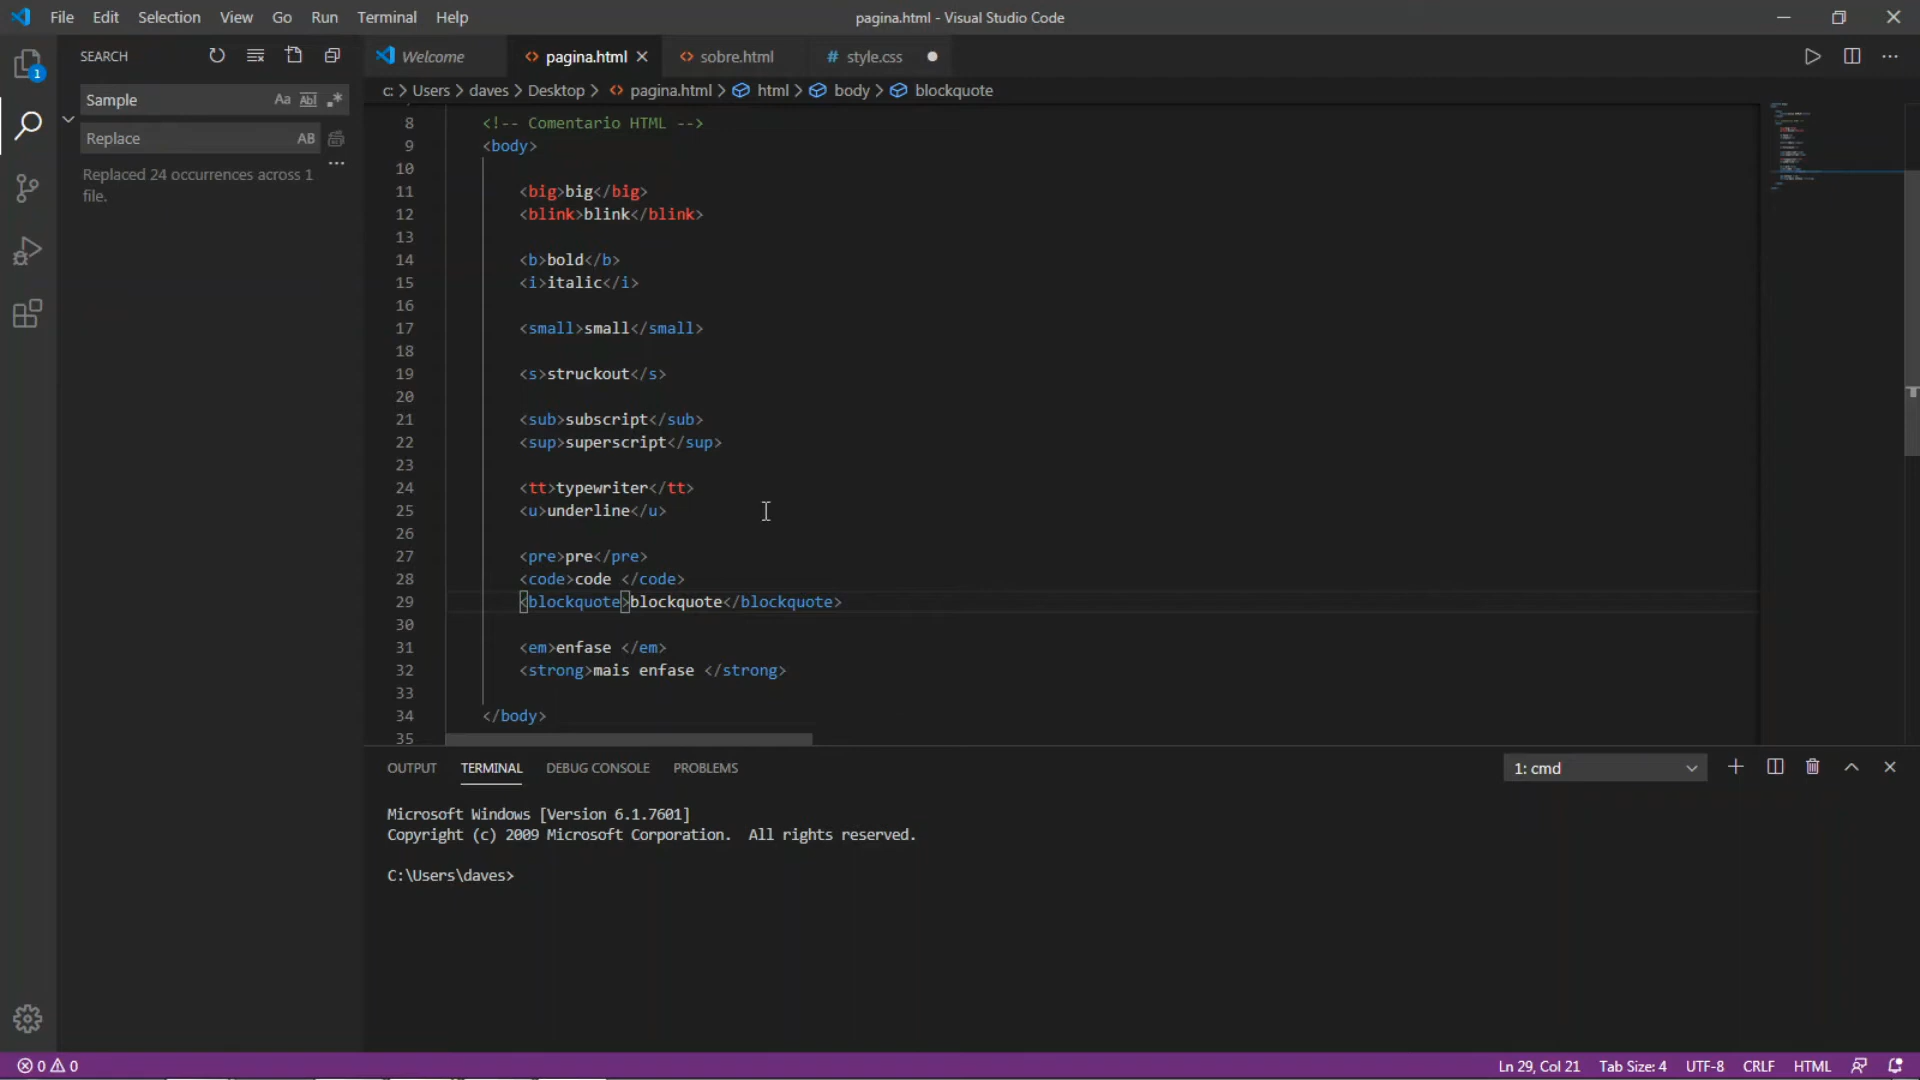 File Edit Selection View Go Run Terminal Help pagina.html - Visual Studio Code
SEARCH
Sample Aa Abl .*
Replace AB
Replaced 24 occurrences across 1
file.
1
Welcome pagina.html sobre.html # style.css
c: > Users > daves > Desktop > pagina.html > html > body > blockquote
8 <!-- Comentario HTML -->
9 <body>
10
11 <big>big</big>
12 <blink>blink</blink>
13
14 <b>bold</b>
15 <i>italic</i>
16
17 <small>small</small>
18
19 <s>struckout</s>
20
21 <sub>subscript</sub>
22 <sup>superscript</sup>
23
24 <tt>typewriter</tt>
25 <u>underline</u>
26
27 <pre>pre</pre>
28 <code>code </code>
29 <blockquote>blockquote</blockquote>
30
31 <em>enfase </em>
32 <strong>mais enfase </strong>
33
34 </body>
35
OUTPUT TERMINAL DEBUG CONSOLE PROBLEMS 1: cmd
Microsoft Windows [Version 6.1.7601]
Copyright (c) 2009 Microsoft Corporation. All rights reserved.
C:\Users\daves>
0 0 Ln 29, Col 21 Tab Size: 4 UTF-8 CRLF HTML